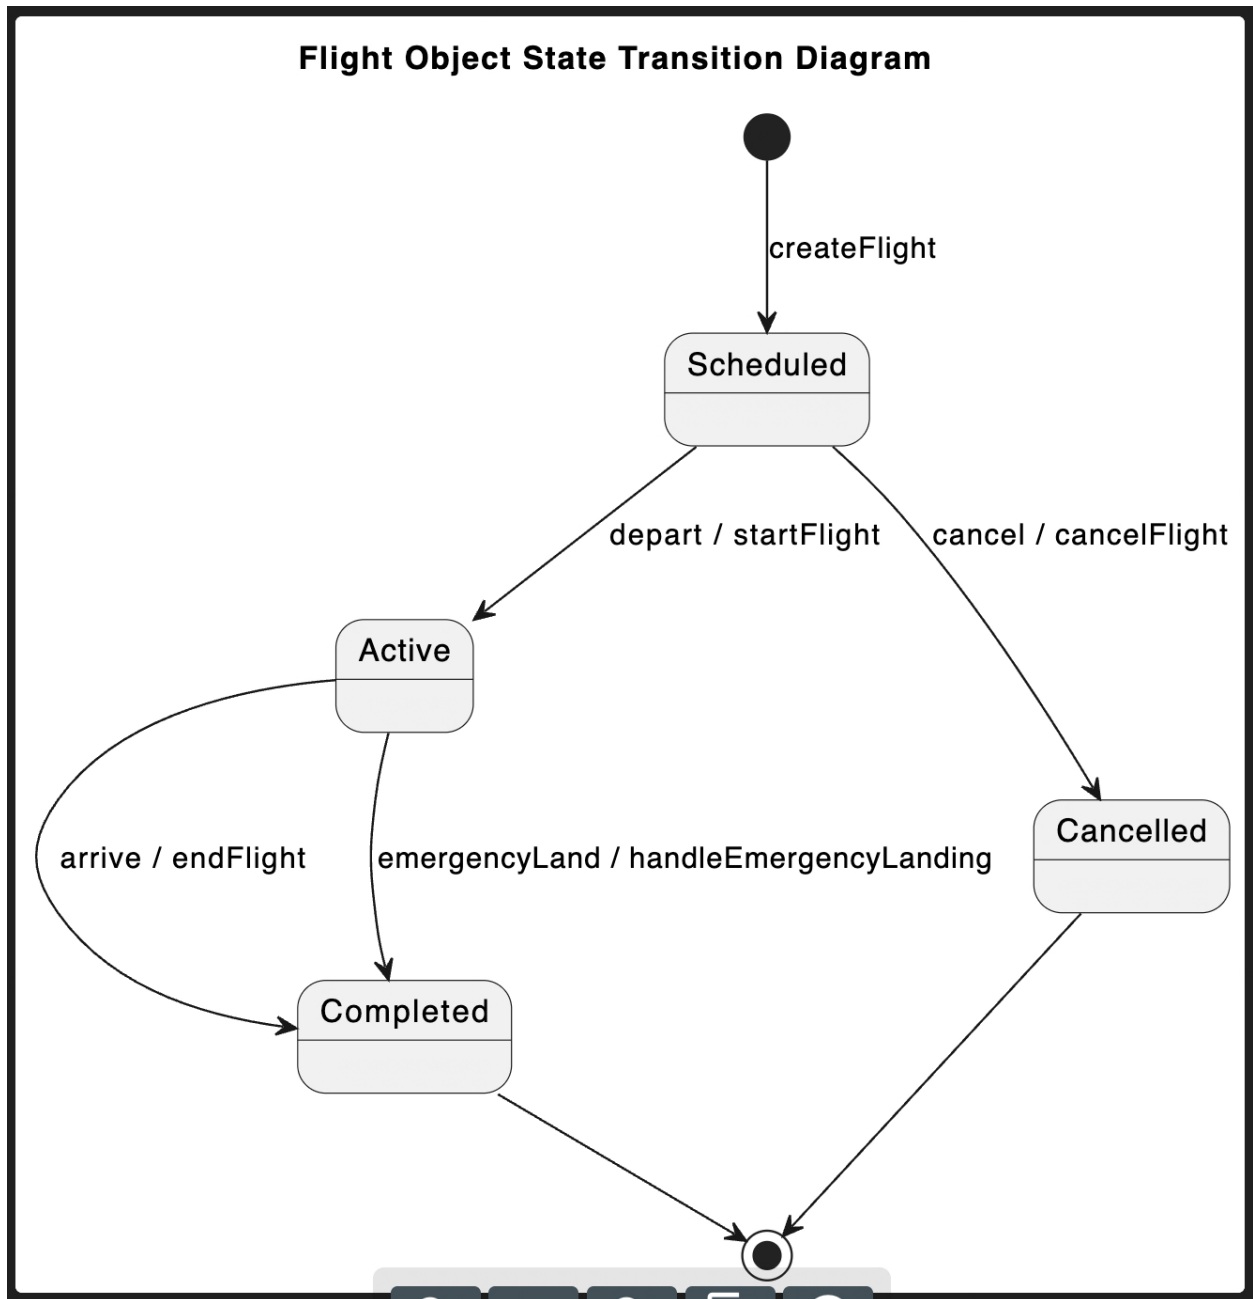 Flight Object State Transition Diagram
createFlight
Scheduled
depart / startFlight
cancel / cancelFlight
Active
Cancelled
arrive / endFlight
emergencyLand / handleEmergencyLanding
Completed